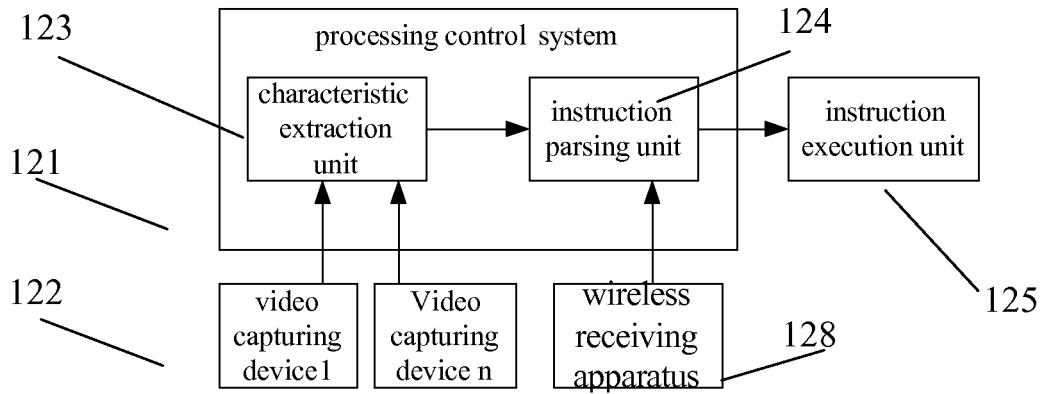 123
processing control system
124
characteristic
extraction
unit
instruction
parsing unit
instruction
execution unit
121
122
video
capturing
device1
Video
capturing
device n
wireless
receiving
apparatus
128
125